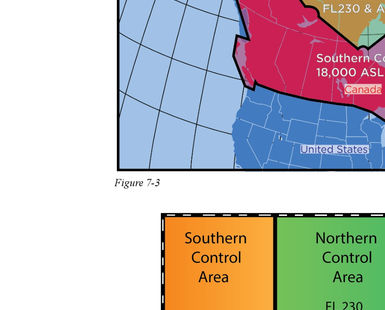 FL230 & A
Southern Co
18,000 ASL
Canada
United States
Figure 7-3
Southern Northern
Control Control
Area Area
FL 230